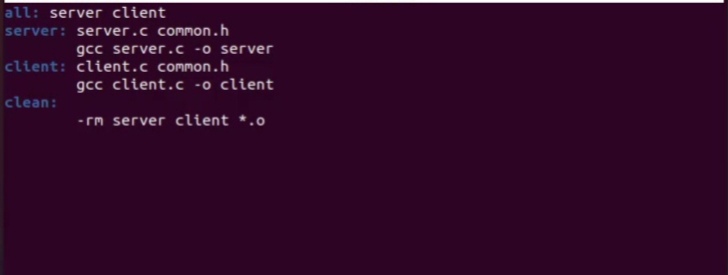 all: server client
server: server.c common.h
gcc server.c -o server
client: client.c common.h
gcc client.c -o client
clean:
-rm server client *.o